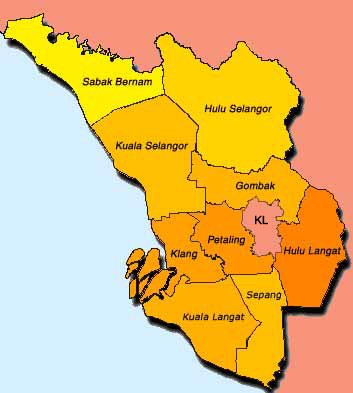 Sabak Bernam
Hulu Selangor
Kuala Selangor
Gombak
KL
Petaling
Klang
Hulu Langat
Sepang
Kuala Langat